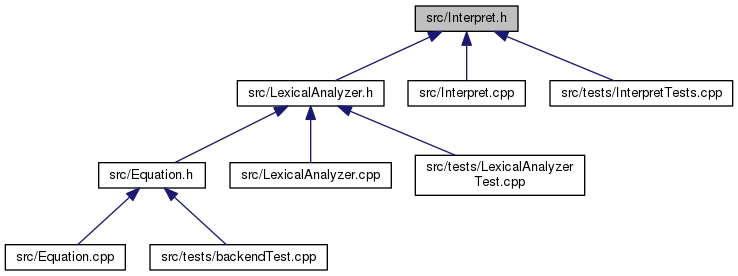 src/Interpret.h
src/LexicalAnalyzer.h
src/Interpret.cpp
src/tests/InterpretTests.cpp
src/Equation.h
src/LexicalAnalyzer.cpp
src/tests/LexicalAnalyzer
Test.cpp
src/Equation.cpp
src/tests/backendTest.cpp